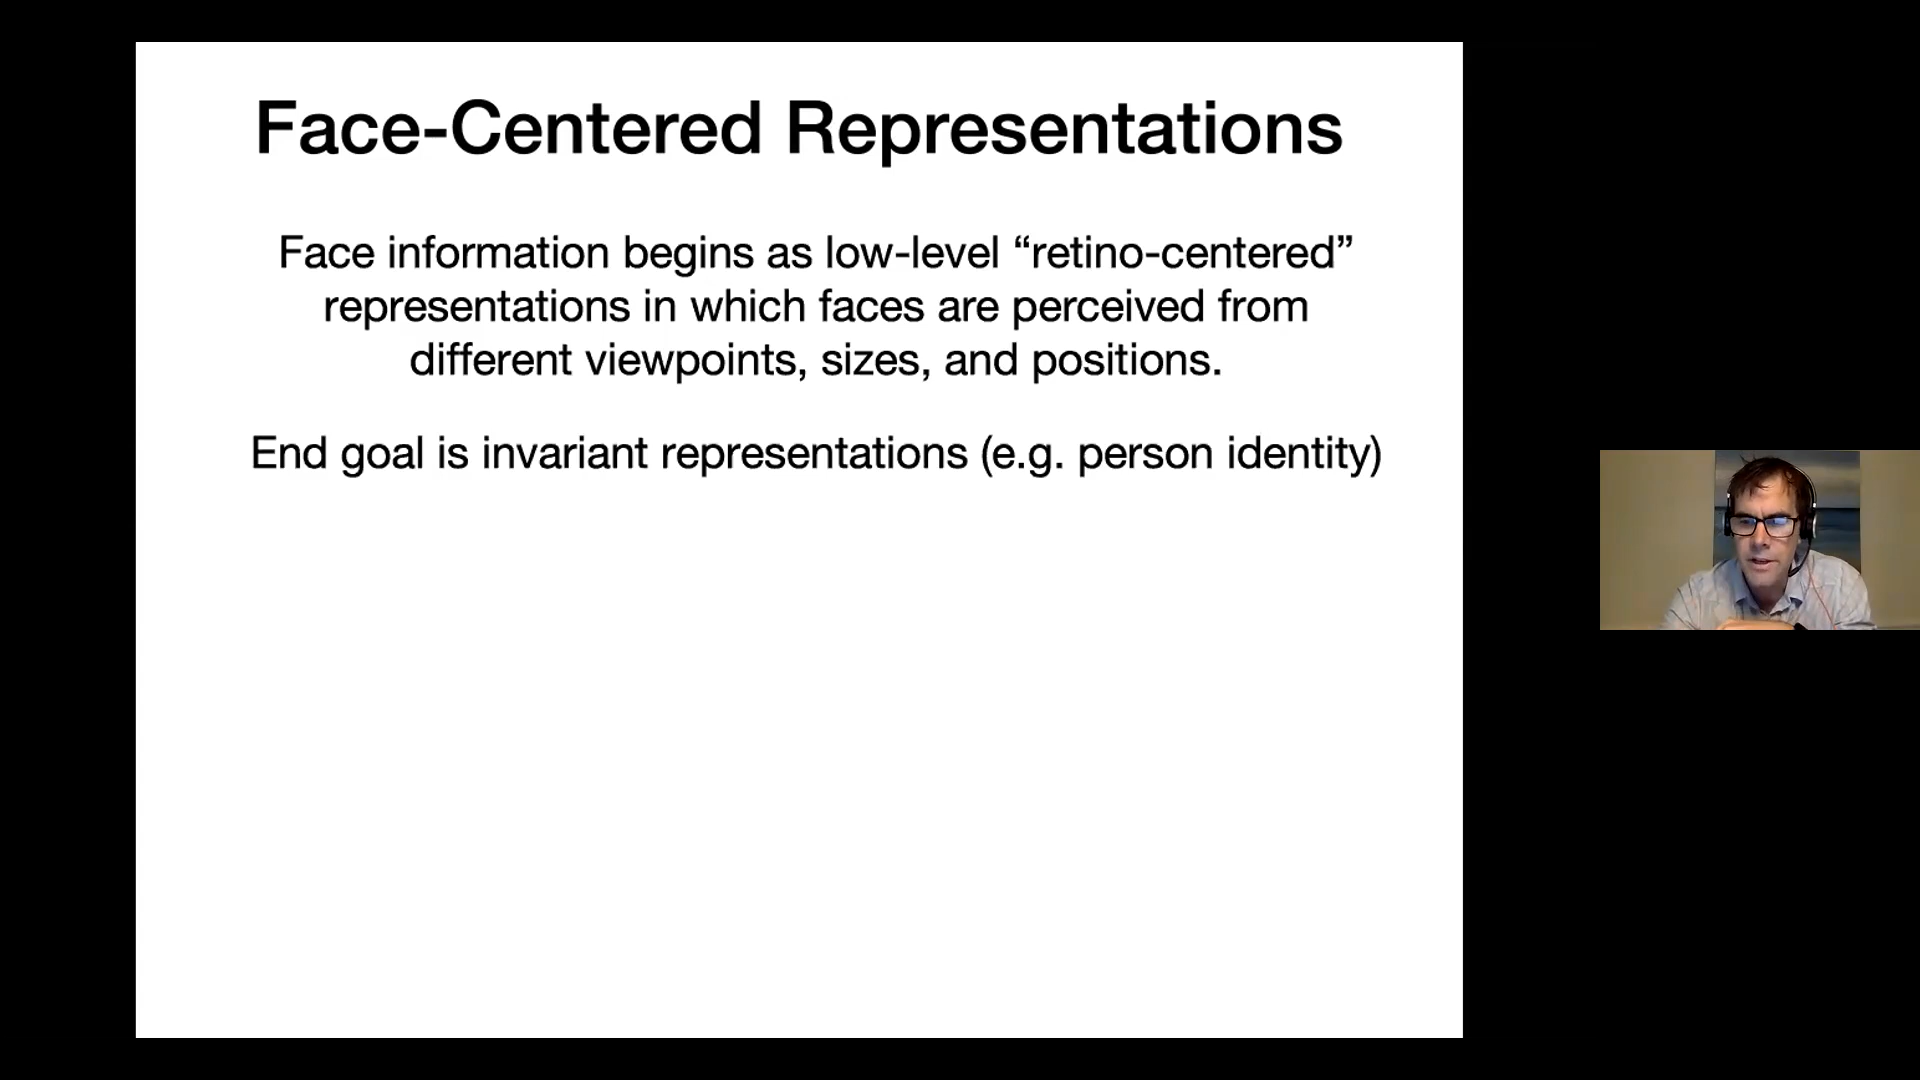 Face-Centered Representations
Face information begins as low-level “retino-centered”
representations in which faces are perceived from
different viewpoints, sizes, and positions.
End goal is invariant representations (e.g. person identity)